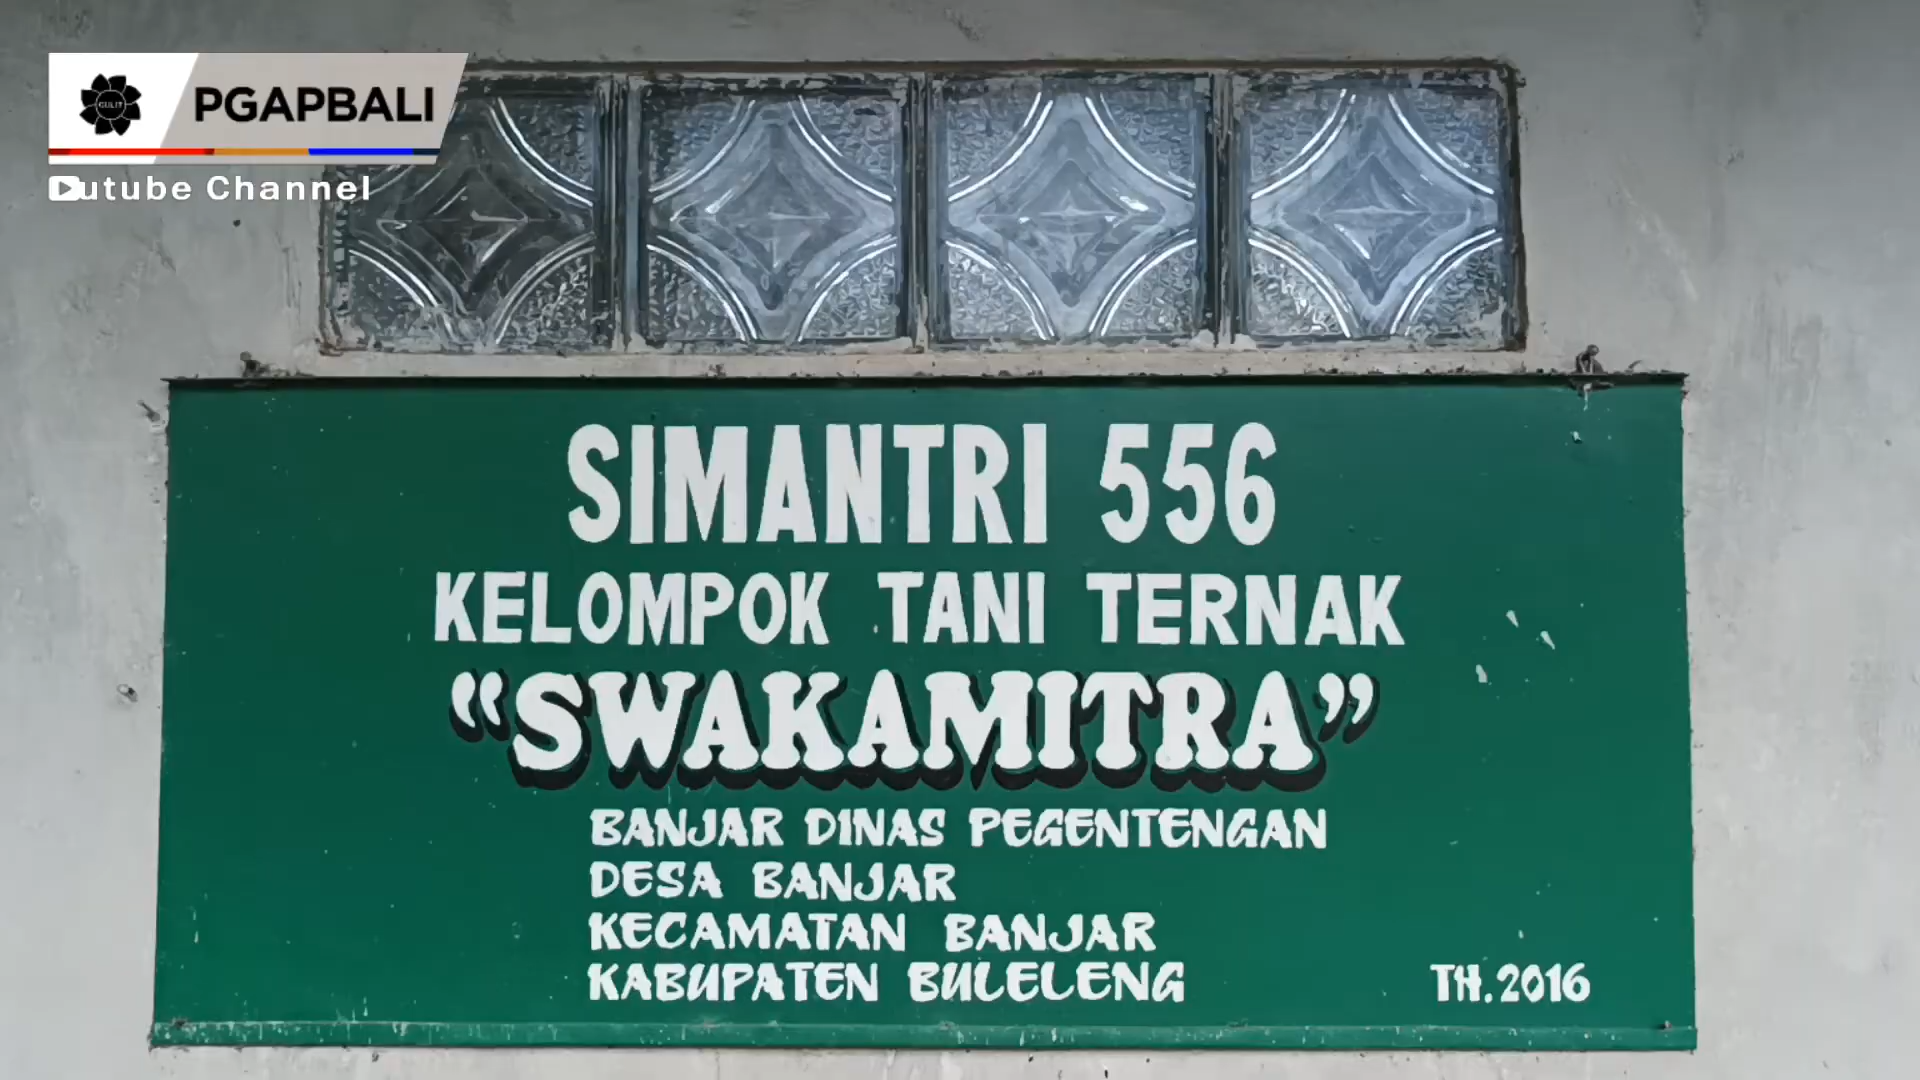 GULIT
PGAPBALI
utube Channel
SIMANTRI 556
KELOMPOK TANI TERNAK
"SWAKAMITRA"
BANJAR DINAS PEGENTENGAN
DESA BANJAR
KECAMATAN BANJAR
KABUPATEN BULELENG
TH.2016